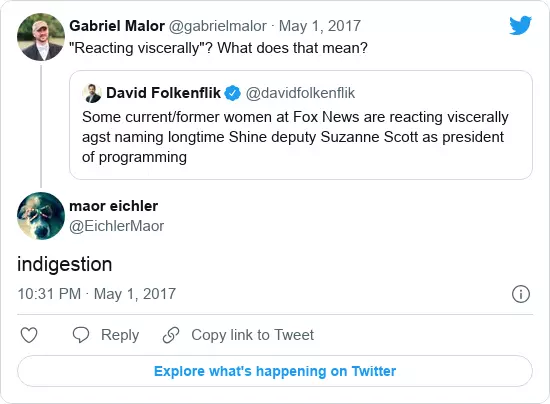 Gabriel Malor @gabrielmalor · May 1, 2017
"Reacting viscerally"? What does that mean?
David Folkenflik @davidfolkenflik
Some current/former women at Fox News are reacting viscerally
agst naming longtime Shine deputy Suzanne Scott as president
of programming
maor eichler
@EichlerMaor
indigestion
10:31 PM · May 1, 2017
Reply Copy link to Tweet
Explore what's happening on Twitter